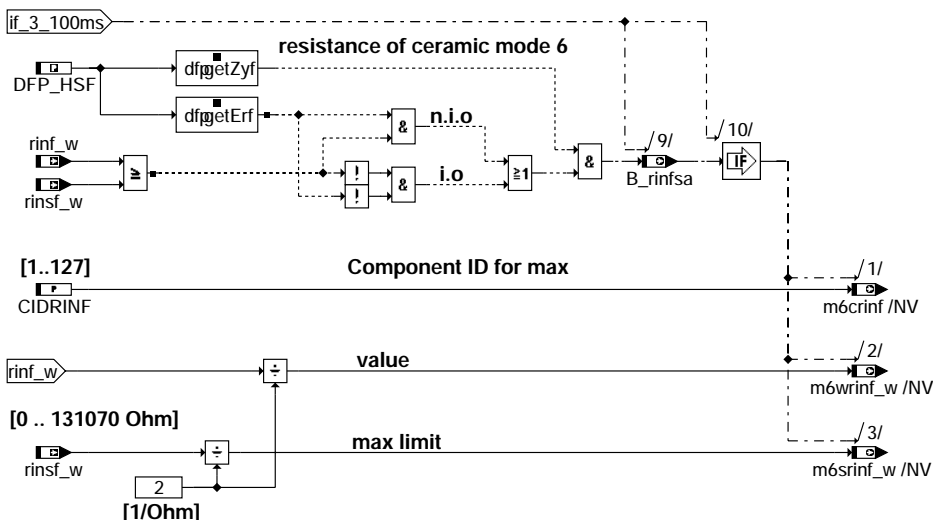 if_3_100ms
resistance of ceramic mode 6
dfpgetZyf
DFP_HSF
dfpgetErf
n.i.o
&
/10/
/9/
rinf_w
&
IF
≥
! & i.o
≥1
rinsf_w
!
B_rinfsa
[1..127]
Component ID for max
/1/
P
CIDRINF
m6crinf /NV
/2/
rinf_w
value
÷
m6wrinf_w /NV
[0 .. 131070 Ohm]
max limit
/3/
÷
rinsf_w
m6srinf_w /NV
2
[1/Ohm]